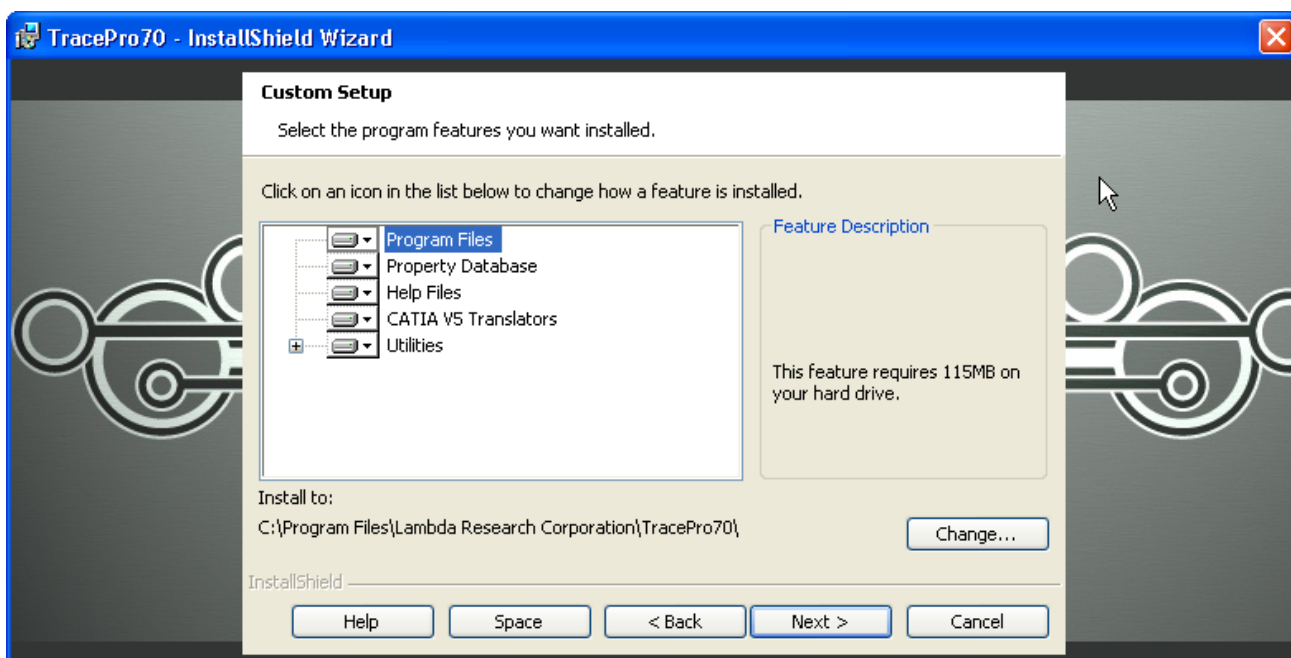 TracePro70 - InstallShield Wizard
Custom Setup
Select the program features you want installed.
Click on an icon in the list below to change how a feature is installed.
Program Files
Property Database
Help Files
CATIA V5 Translators
Utilities
Feature Description
This feature requires 115MB on
your hard drive.
Install to:
C:\Program Files\Lambda Research Corporation\TracePro70\
Change...
InstallShield
Help
Space
< Back
Next >
Cancel